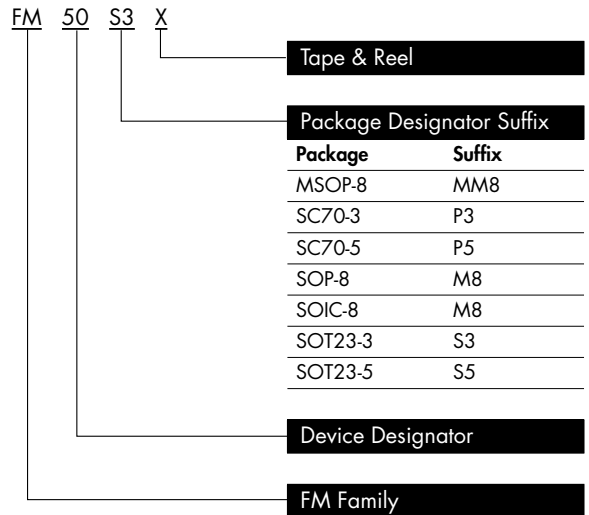 FM 50 S3 X
Tape & Reel
Package Designator Suffix
Package Suffix
MSOP-8 MM8
SC70-3 P3
SC70-5 P5
SOP-8 M8
SOIC-8 M8
SOT23-3 S3
SOT23-5 S5
Device Designator
FM Family